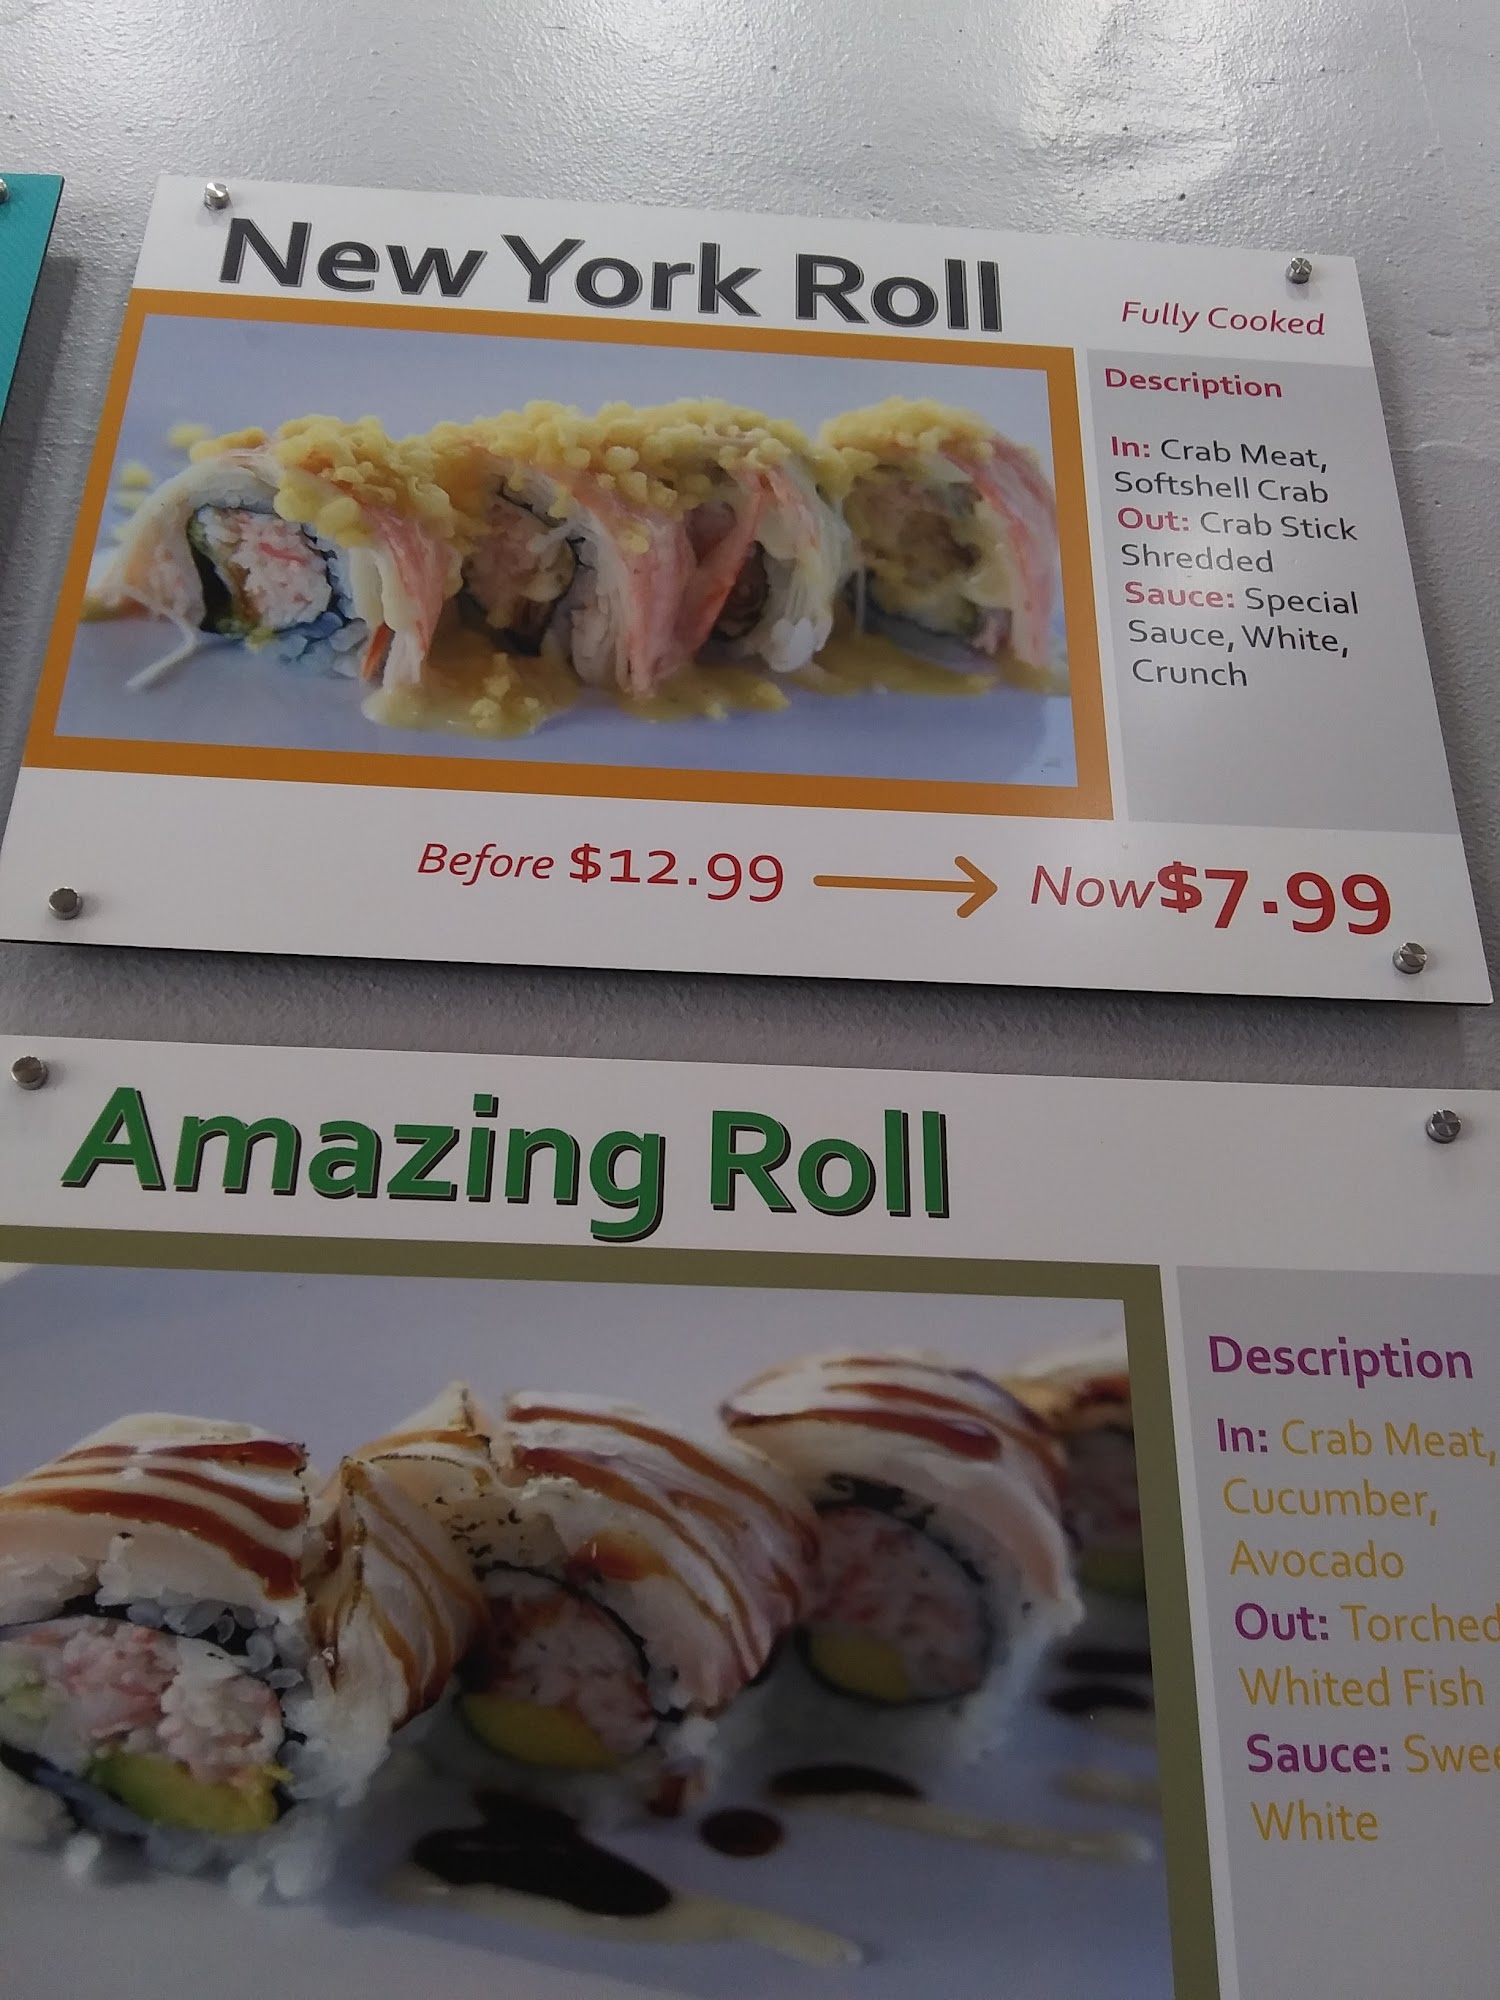 New York Roll
Fully Cooked
Description
In: Crab Meat,
Softshell Crab
Out: Crab Stick
Shredded
Sauce: Special
Sauce, White,
Crunch
Before $12.99 → Now $7.99
Amazing Roll
Description
In: Crab Meat,
Cucumber,
Avocado
Out: Torched
Whited Fish
Sauce:
White